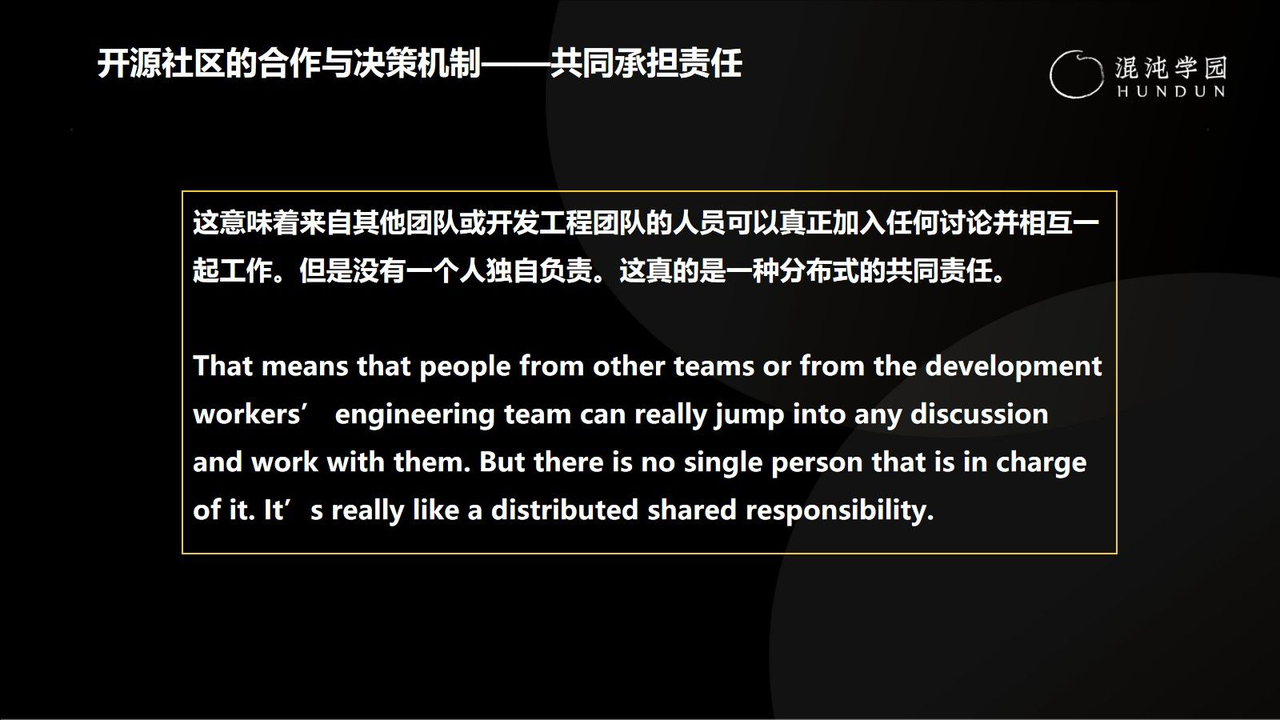 开源社区的合作与决策机制——共同承担责任
混沌学园
HUNDUN
这意味着来自其他团队或开发工程团队的人员可以真正加入任何讨论并相互一
起工作。但是没有一个人独自负责。这真的是一种分布式的共同责任。
That means that people from other teams or from the development
workers’ engineering team can really jump into any discussion
and work with them. But there is no single person that is in charge
of it. It’s really like a distributed shared responsibility.